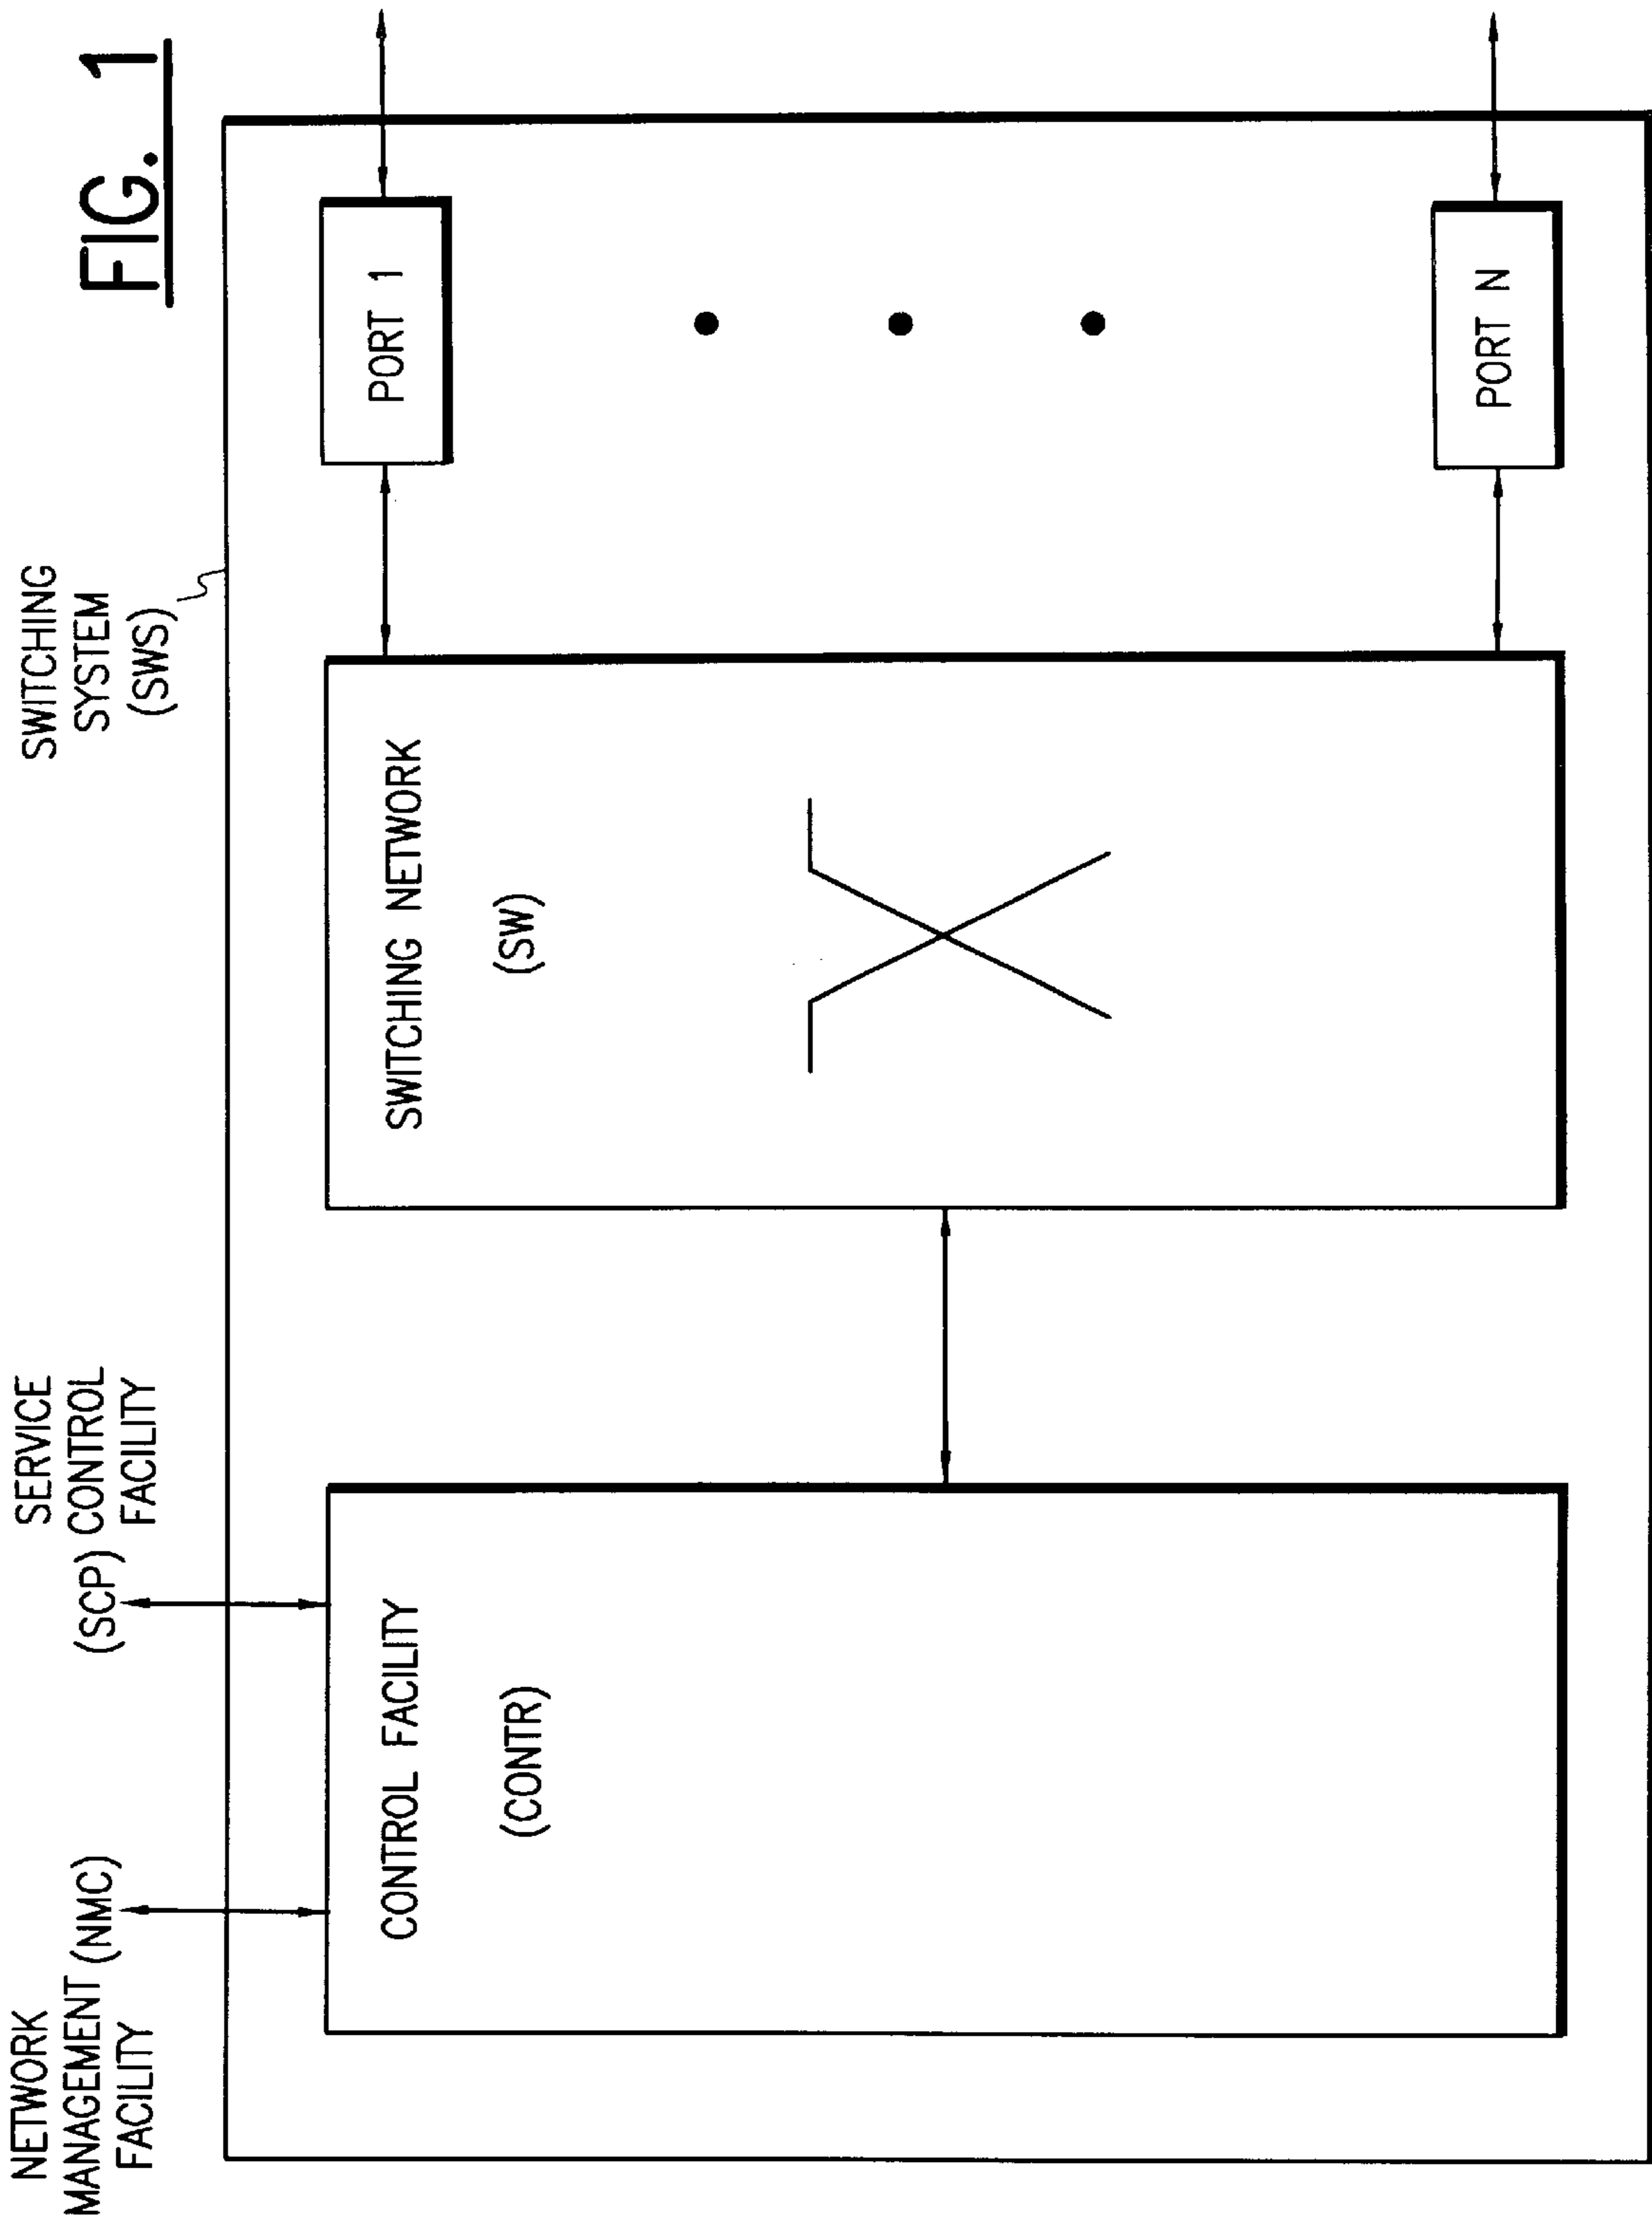 FIG. 1
NETWORK
MANAGEMENT (NMC)
FACILITY
SERVICE
(SCP) CONTROL
FACILITY
SWITCHING
SYSTEM
(SWS)
CONTROL FACILITY
(CONTR)
SWITCHING NETWORK
(SW)
PORT 1
PORT N